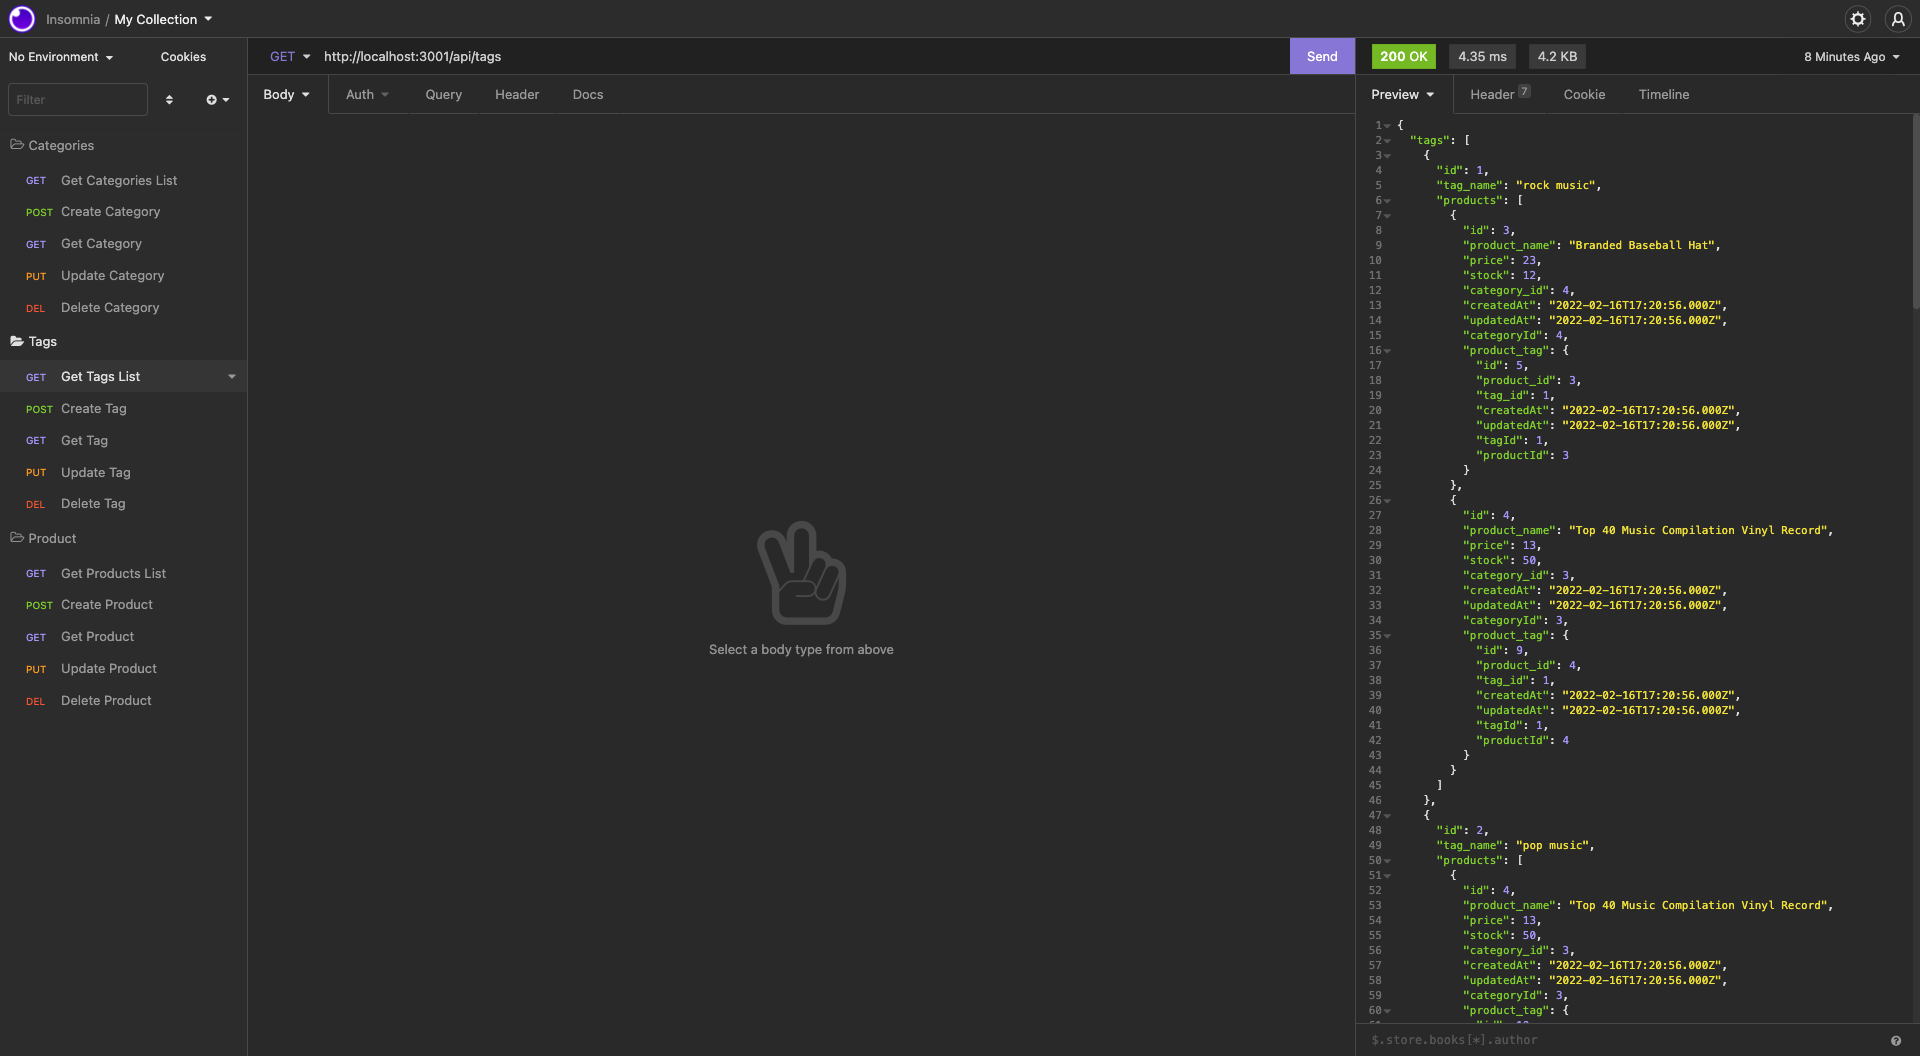 Insomnia / My Collection
No Environment
Cookies
Filter
Categories
GET Get Categories List
POST Create Category
GET Get Category
PUT Update Category
DEL Delete Category
Tags
GET Get Tags List
POST Create Tag
GET Get Tag
PUT Update Tag
DEL Delete Tag
Product
GET Get Products List
POST Create Product
GET Get Product
PUT Update Product
DEL Delete Product
GET http://localhost:3001/api/tags
Send
Body Auth Query Header Docs
Select a body type from above
200 OK 4.35 ms 4.2 KB 8 Minutes Ago
Preview Header 7 Cookie Timeline
1 {
2 "tags": [
3 {
4 "id": 1,
5 "tag_name": "rock music",
6 "products": [
7 {
8 "id": 3,
9 "product_name": "Branded Baseball Hat",
10 "price": 23,
11 "stock": 12,
12 "category_id": 4,
13 "createdAt": "2022-02-16T17:20:56.000Z",
14 "updatedAt": "2022-02-16T17:20:56.000Z",
15 "categoryId": 4,
16 "product_tag": {
17 "id": 5,
18 "product_id": 3,
19 "tag_id": 1,
20 "createdAt": "2022-02-16T17:20:56.000Z",
21 "updatedAt": "2022-02-16T17:20:56.000Z",
22 "tagId": 1,
23 "productId": 3
24 }
25 },
26 {
27 "id": 4,
28 "product_name": "Top 40 Music Compilation Vinyl Record",
29 "price": 13,
30 "stock": 50,
31 "category_id": 3,
32 "createdAt": "2022-02-16T17:20:56.000Z",
33 "updatedAt": "2022-02-16T17:20:56.000Z",
34 "categoryId": 3,
35 "product_tag": {
36 "id": 9,
37 "product_id": 4,
38 "tag_id": 1,
39 "createdAt": "2022-02-16T17:20:56.000Z",
40 "updatedAt": "2022-02-16T17:20:56.000Z",
41 "tagId": 1,
42 "productId": 4
43 }
44 }
45 ]
46 },
47 {
48 "id": 2,
49 "tag_name": "pop music",
50 "products": [
51 {
52 "id": 4,
53 "product_name": "Top 40 Music Compilation Vinyl Record",
54 "price": 13,
55 "stock": 50,
56 "category_id": 3,
57 "createdAt": "2022-02-16T17:20:56.000Z",
58 "updatedAt": "2022-02-16T17:20:56.000Z",
59 "categoryId": 3,
60 "product_tag": {
$.store.books[*].author